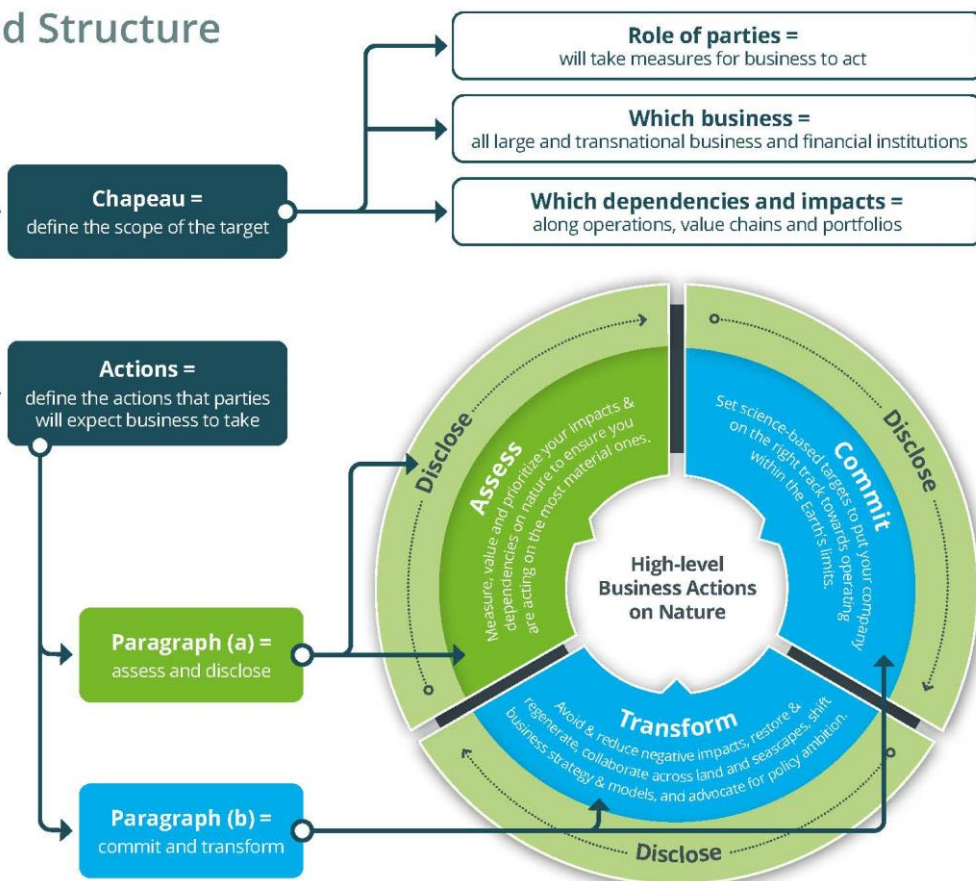 d Structure
Role of parties =
will take measures for business to act
Which business =
all large and transnational business and financial institutions
Chapeau =
define the scope of the target
Which dependencies and impacts =
along operations, value chains and portfolios
Actions =
define the actions that parties
will expect business to take
Disclose
Assess
Measure, value and prioritize your impacts &
dependencies on nature to ensure you
are acting on the most material ones.
Disclose
Commit
Set science-based targets to put your company
on the right track towards operating
within the Earth's limits.
High-level
Business Actions
on Nature
Paragraph (a) =
assess and disclose
Transform
Avoid & reduce negative impacts, restore &
regenerate, collaborate across land and seascapes, shift
business strategy & models, and advocate for policy ambition.
Paragraph (b) =
commit and transform
Disclose